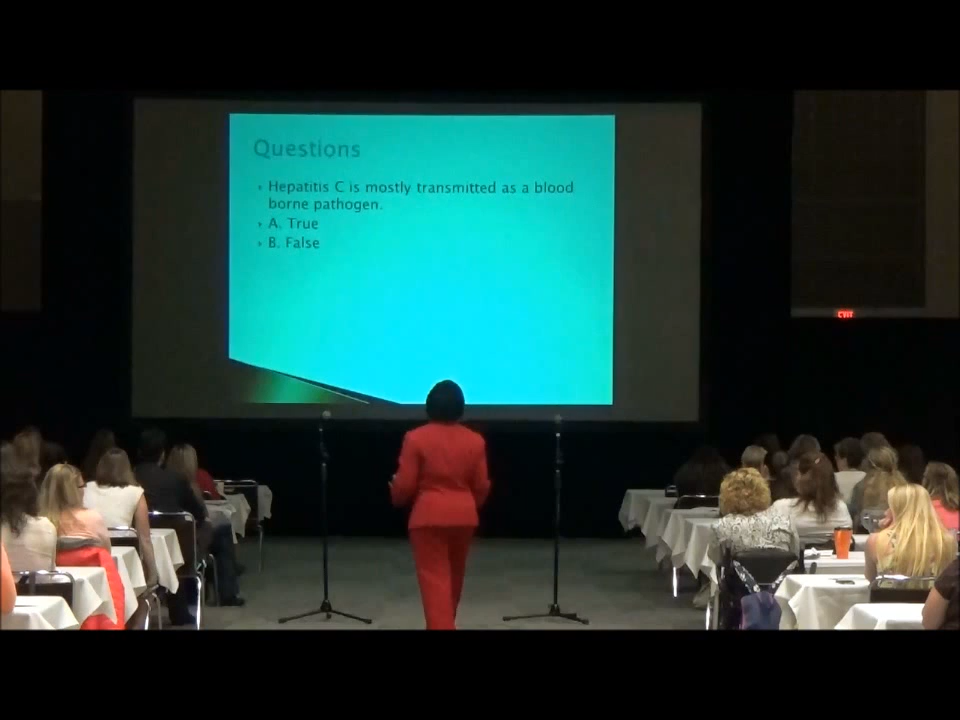 Questions
Hepatitis C is mostly transmitted as a blood
borne pathogen.
A. True
B. False
EXIT